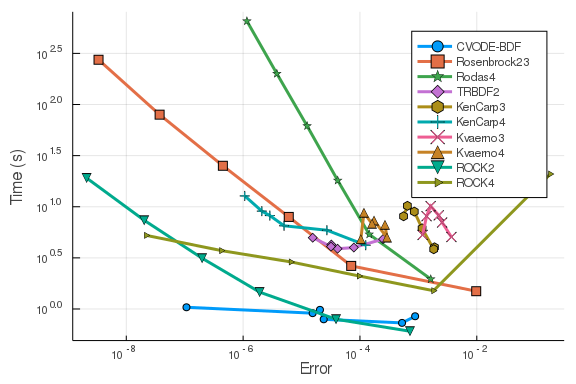 10 2.5
10 2.0
10 1.5
10 1.0
10 0.5
10 0.0
Time (s)
10 - 8
10 - 6
10 - 4
10 - 2
Error
CVODE-BDF
Rosenbrock23
Rodas4
TRBDF2
KenCarp3
KenCarp4
Kvaerno3
Kvaerno4
ROCK2
ROCK4